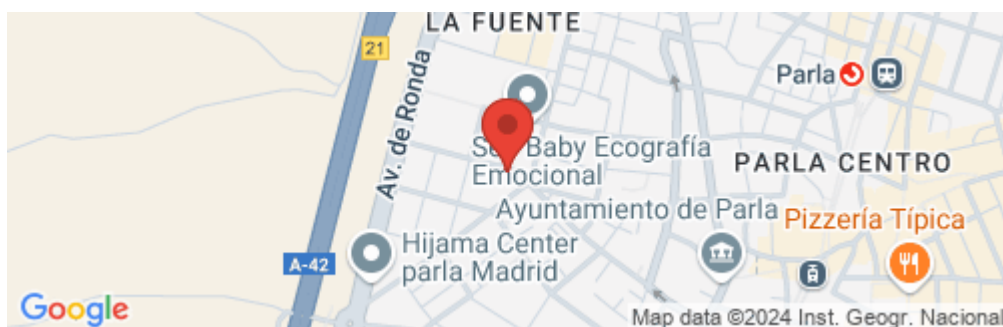 LA FUENTE
21
Av. de Ronda
Parla
Baby Ecografía
Emocional
PARLA CENTRO
Ayuntamiento de Parla
Pizzería Típica
Hijama Center
parla Madrid
A-42
Google
Map data ©2024 Inst. Geogr. Nacional